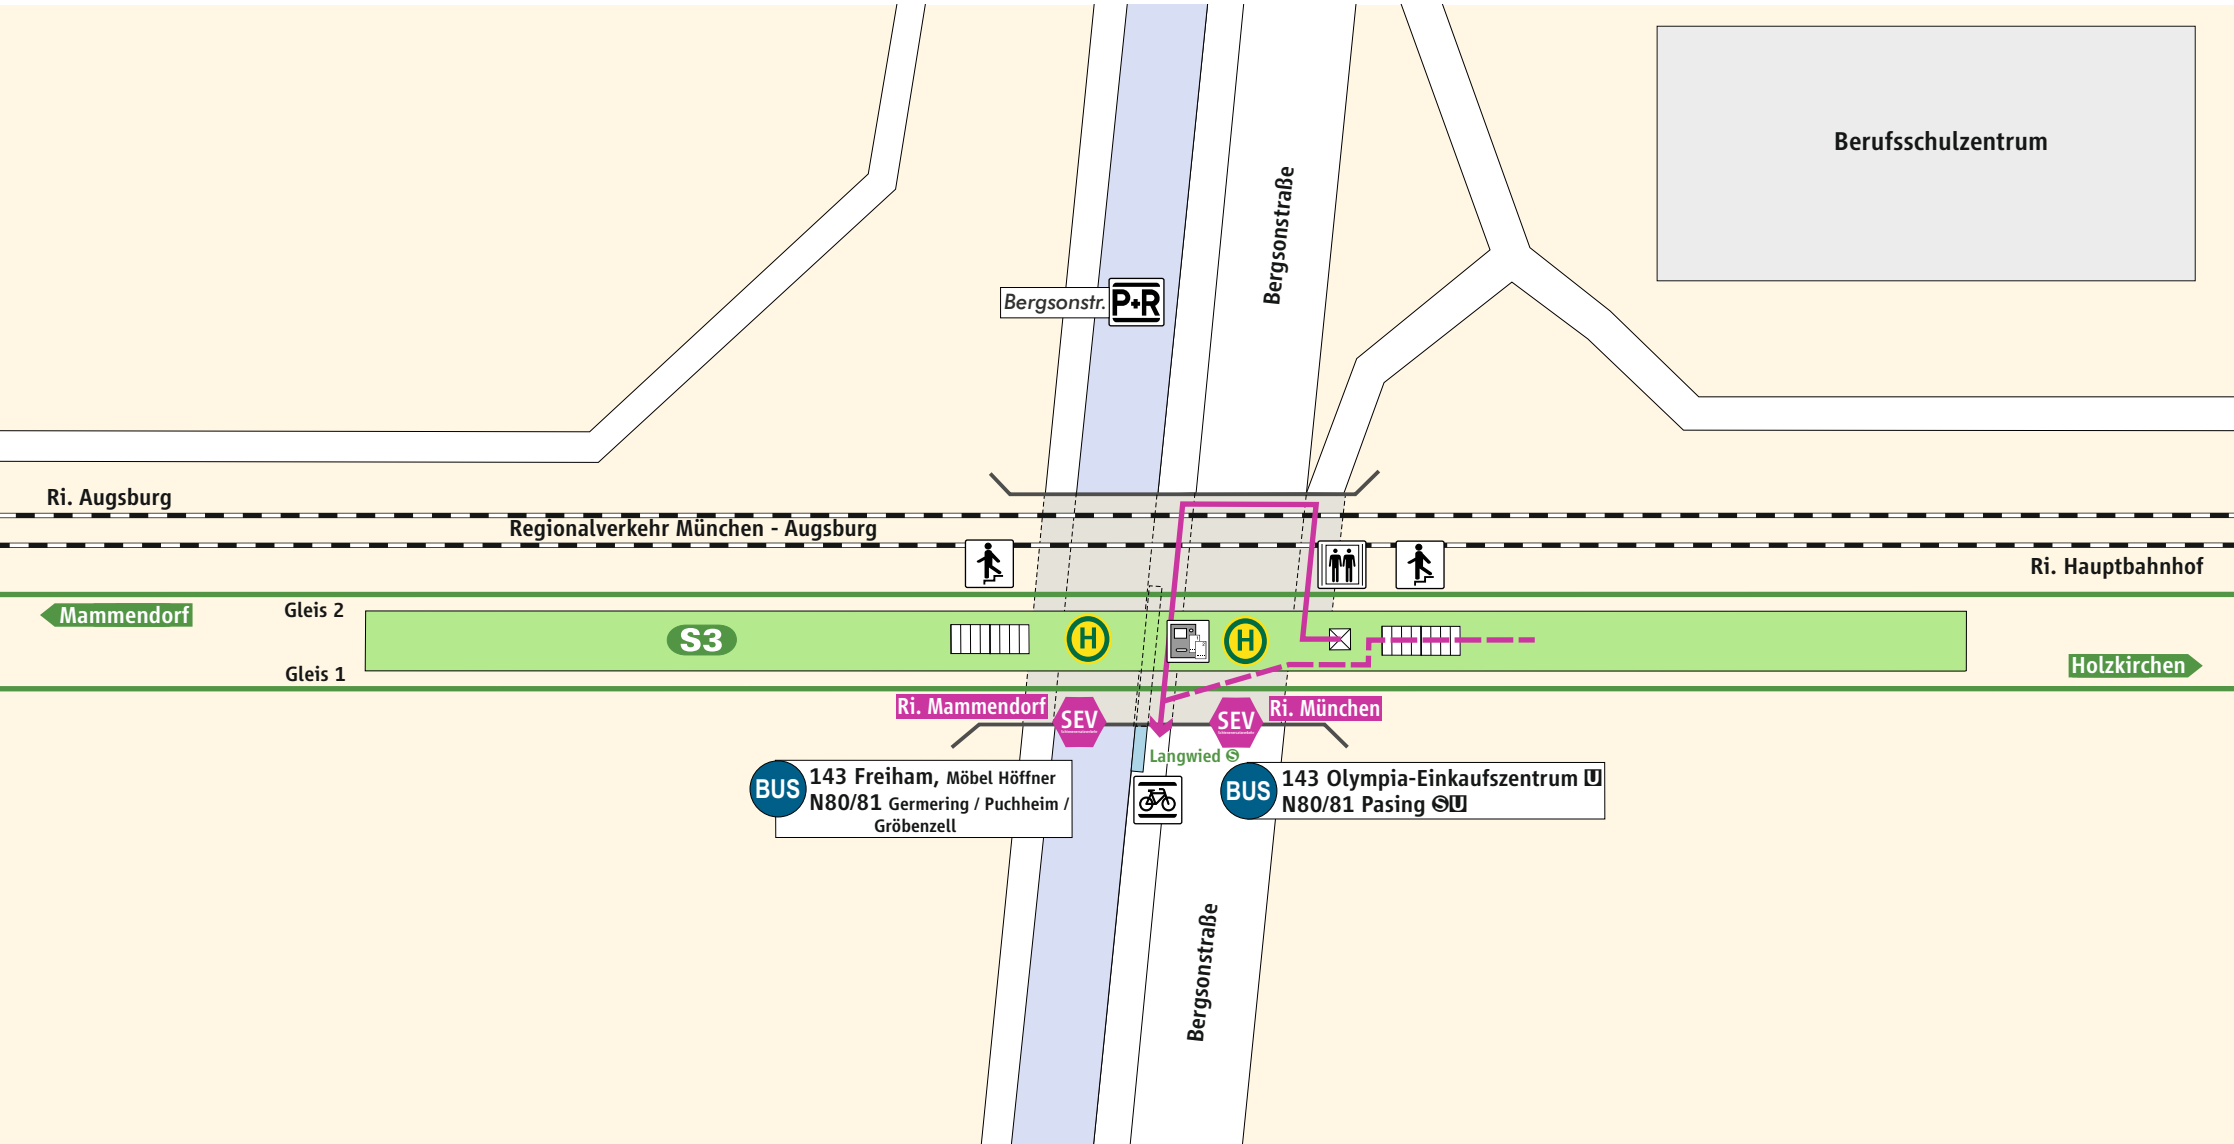 Berufsschulzentrum
Bergsonstraße
Bergsonstr. P+R
Ri. Augsburg
Regionalverkehr München - Augsburg
Ri. Hauptbahnhof
Mammendorf
Gleis 2
S3
H
H
Gleis 1
Holzkirchen
Ri. Mammendorf
SEV
SEV
Ri. München
Langwied S
BUS
143 Freiham, Möbel Höffner
N80/81 Germering / Puchheim /
Gröbenzell
BUS
143 Olympia-Einkaufszentrum U
N80/81 Pasing S U
Bergsonstraße